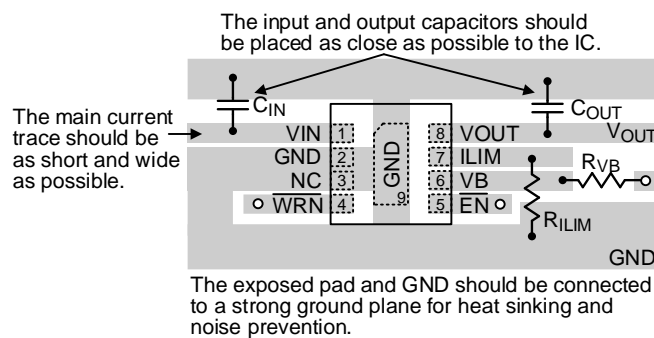 The input and output capacitors should
be placed as close as possible to the IC.
The main current
trace should be
as short and wide
as possible.
CIN
COUT
VOUT
VIN 1 8 VOUT
GND 2 7 ILIM
NC 3 6 VB
WRN 4 5 EN
GND
9
RVB
RILIM
GND
The exposed pad and GND should be connected
to a strong ground plane for heat sinking and
noise prevention.